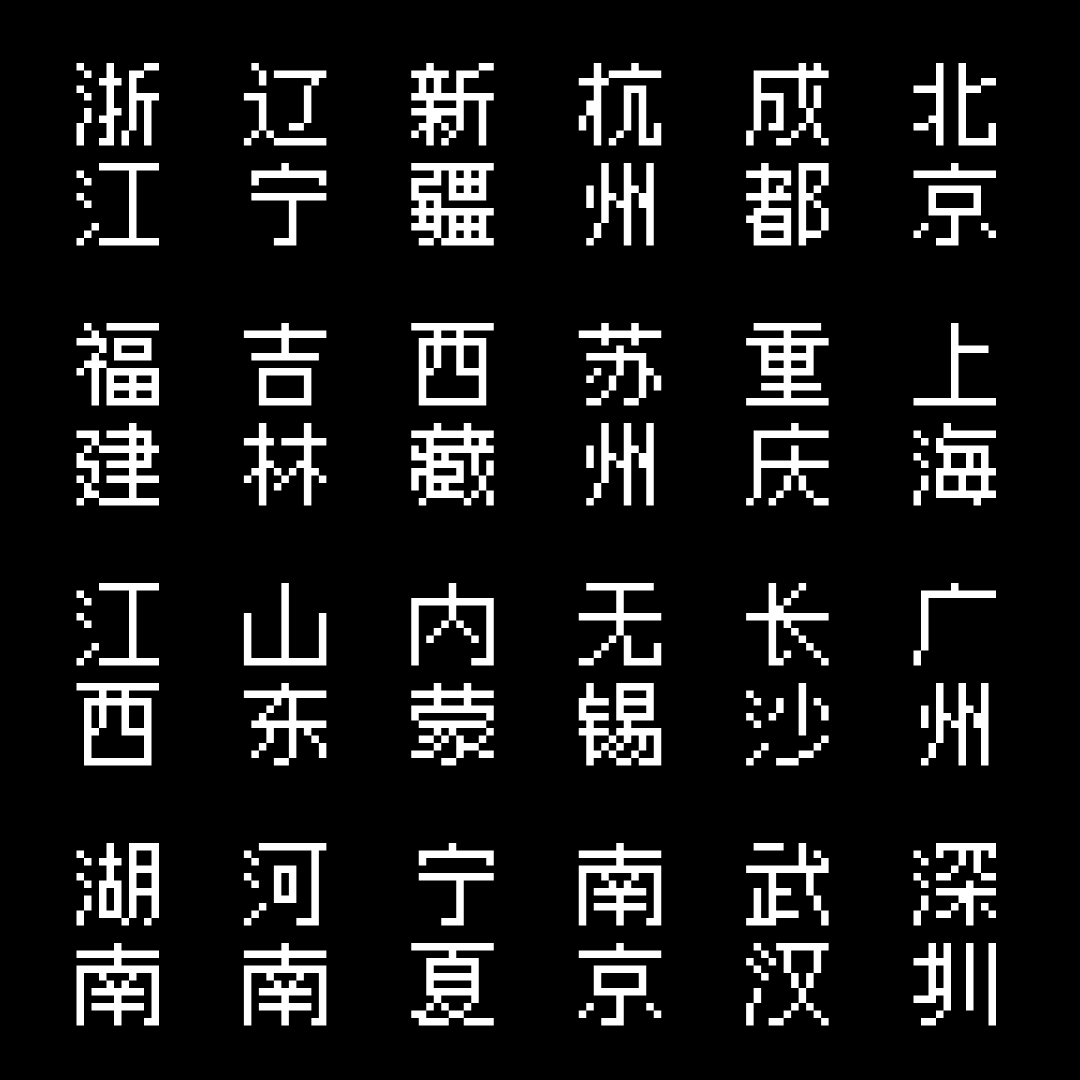 浙江 辽宁 新疆 杭州 成都 北京
福建 吉林 西藏 苏州 重庆 上海
江西 山东 内蒙 无锡 长沙 广州
湖南 河南 宁夏 南京 武汉 深圳